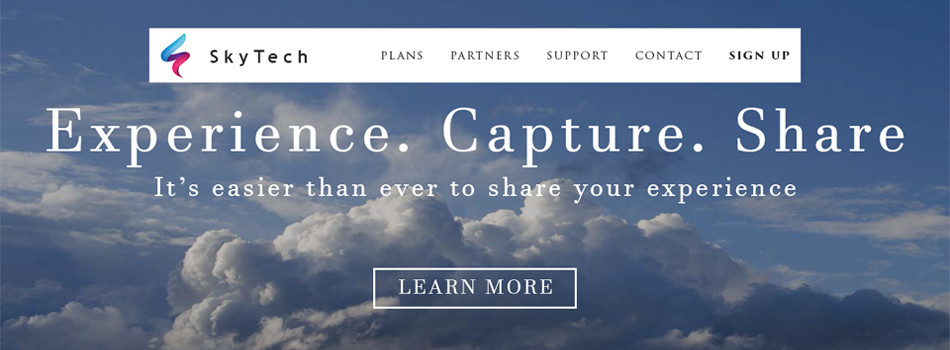 SkyTech PLANS PARTNERS SUPPORT CONTACT SIGN UP
Experience. Capture. Share
It's easier than ever to share your experience
LEARN MORE